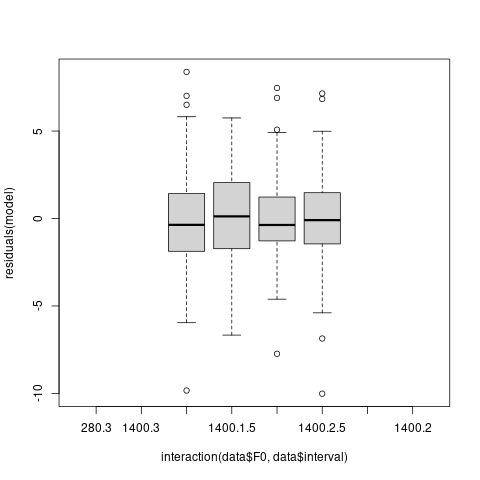 residuals(model)
5
0
-5
-10
280.3 1400.3 1400.1.5 1400.2.5 1400.2
interaction(data$F0, data$interval)